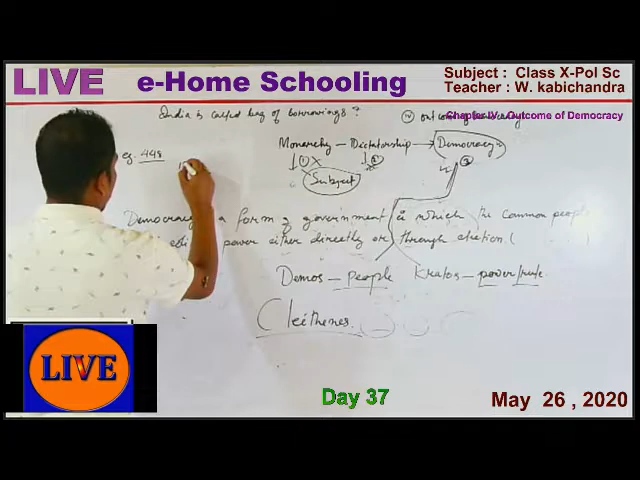 LIVE e-Home Schooling
Subject : Class X-Pol Sc
Teacher : W. kabichandra
India is called bag of borrowings ?
Chapter IV : Outcome of Democracy
Monarchy – Dictatorship → Democracy
eg. 448
Subject
Democracy a form of government in which the common people
power either directly or through election. (
Demos – people Kratos – power/rule.
Cleithenes
LIVE
Day 37
May 26 , 2020